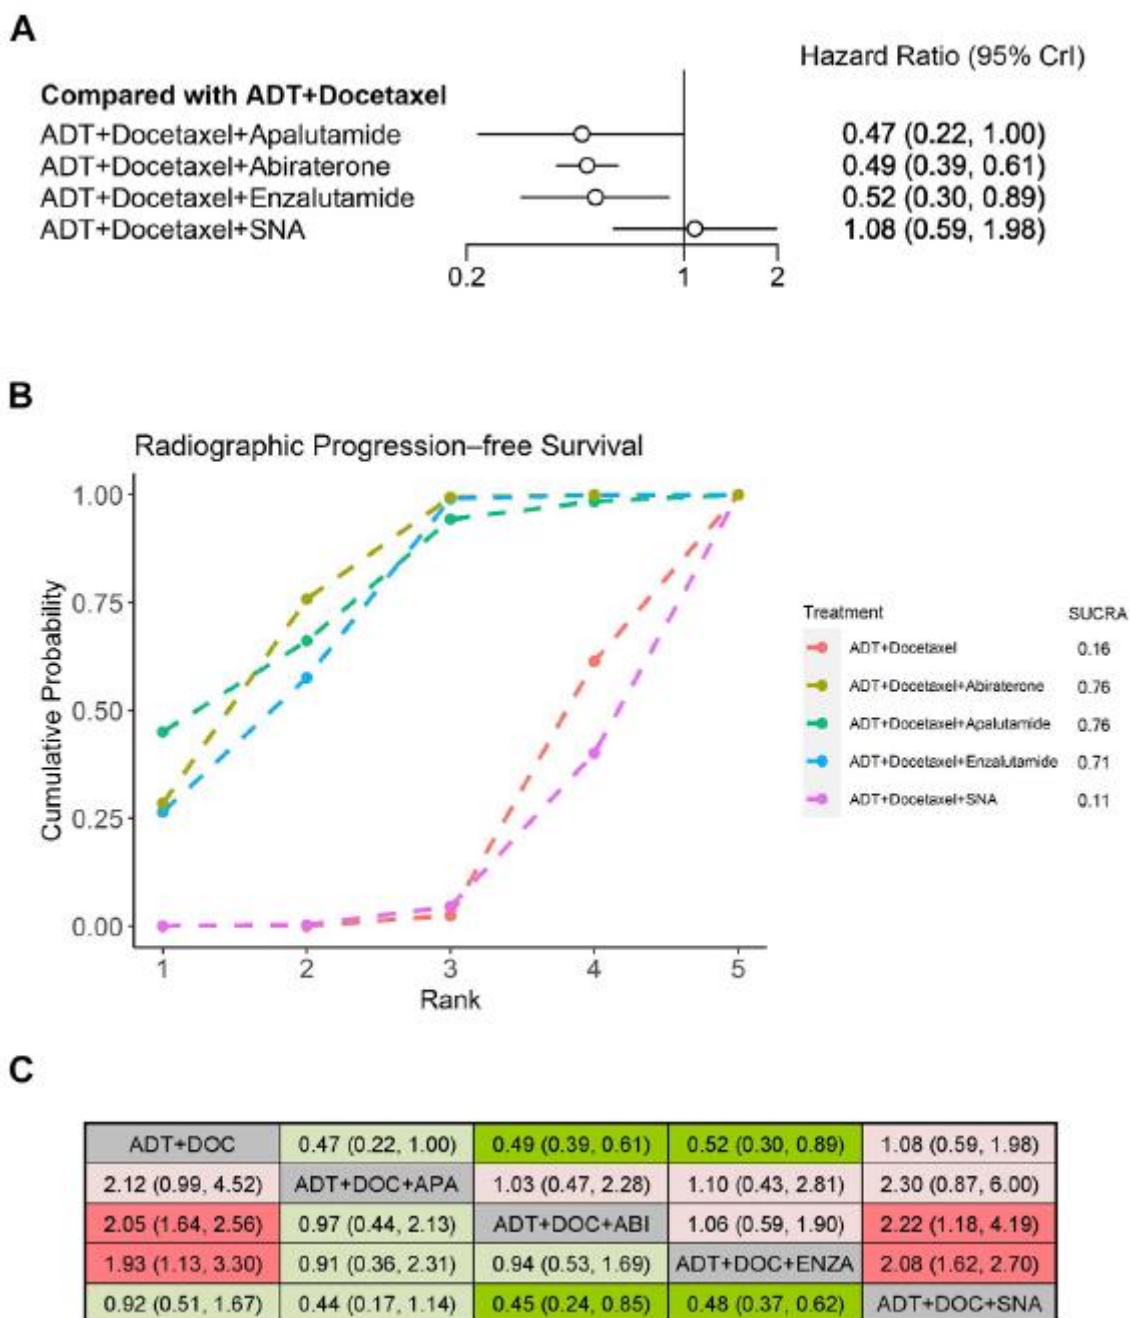 A
Hazard Ratio (95% CrI)
Compared with ADT+Docetaxel
ADT+Docetaxel+Apalutamide 0.47 (0.22, 1.00)
ADT+Docetaxel+Abiraterone 0.49 (0.39, 0.61)
ADT+Docetaxel+Enzalutamide 0.52 (0.30, 0.89)
ADT+Docetaxel+SNA 1.08 (0.59, 1.98)
0.2 1 2
B
Radiographic Progression–free Survival
Cumulative Probability
1.00
0.75
0.50
0.25
0.00
1 2 3 4 5
Rank
Treatment SUCRA
ADT+Docetaxel 0.16
ADT+Docetaxel+Abiraterone 0.76
ADT+Docetaxel+Apalutamide 0.76
ADT+Docetaxel+Enzalutamide 0.71
ADT+Docetaxel+SNA 0.11
C
ADT+DOC 0.47 (0.22, 1.00) 0.49 (0.39, 0.61) 0.52 (0.30, 0.89) 1.08 (0.59, 1.98)
2.12 (0.99, 4.52) ADT+DOC+APA 1.03 (0.47, 2.28) 1.10 (0.43, 2.81) 2.30 (0.87, 6.00)
2.05 (1.64, 2.56) 0.97 (0.44, 2.13) ADT+DOC+ABI 1.06 (0.59, 1.90) 2.22 (1.18, 4.19)
1.93 (1.13, 3.30) 0.91 (0.36, 2.31) 0.94 (0.53, 1.69) ADT+DOC+ENZA 2.08 (1.62, 2.70)
0.92 (0.51, 1.67) 0.44 (0.17, 1.14) 0.45 (0.24, 0.85) 0.48 (0.37, 0.62) ADT+DOC+SNA